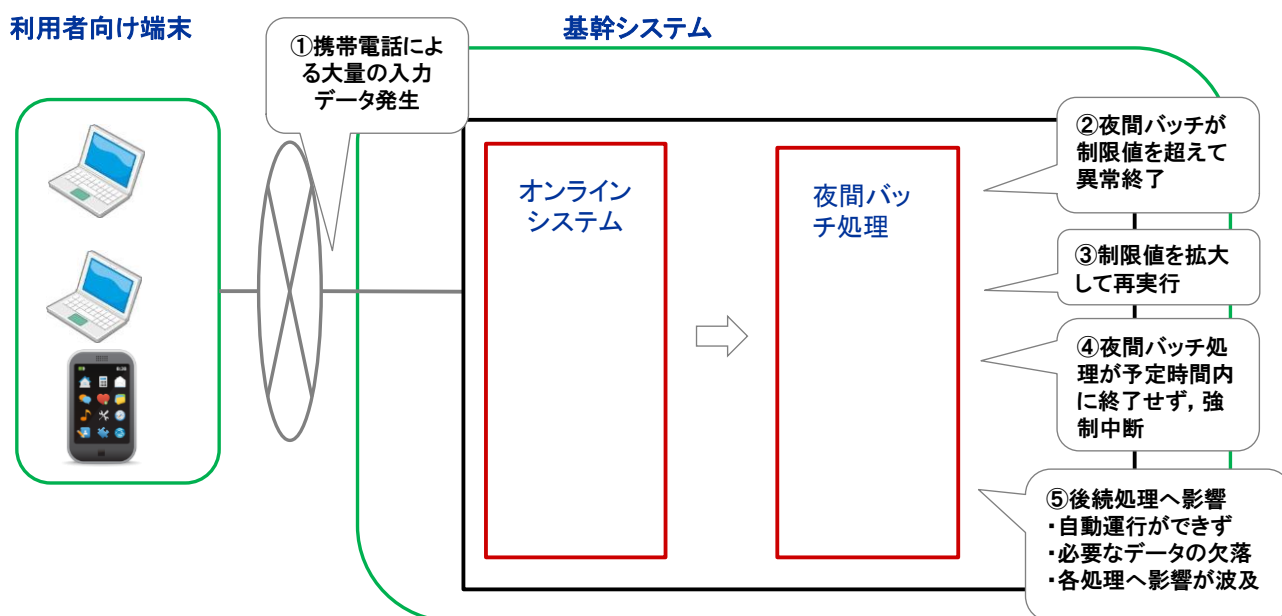 利用者向け端末
基幹システム
①携帯電話によ
る大量の入力
データ発生
オンライン
システム
夜間バッ
チ処理
②夜間バッチが
制限値を超えて
異常終了
③制限値を拡大
して再実行
④夜間バッチ処
理が予定時間内
に終了せず，強
制中断
⑤後続処理へ影響
・自動運行ができず
・必要なデータの欠落
・各処理へ影響が波及